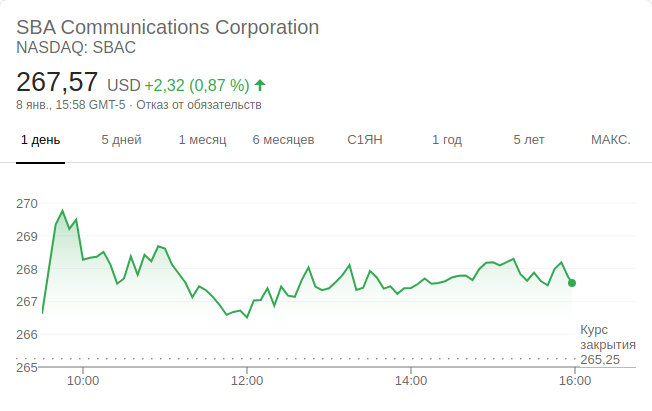 SBA Communications Corporation
NASDAQ: SBAC
267,57 USD +2,32 (0,87 %)
8 янв., 15:58 GMT-5 · Отказ от обязательств
1 день 5 дней 1 месяц 6 месяцев С1ЯН 1 год 5 лет МАКС.
270
269
268
267
266
Курс
закрытия
265,25
265
10:00 12:00 14:00 16:00